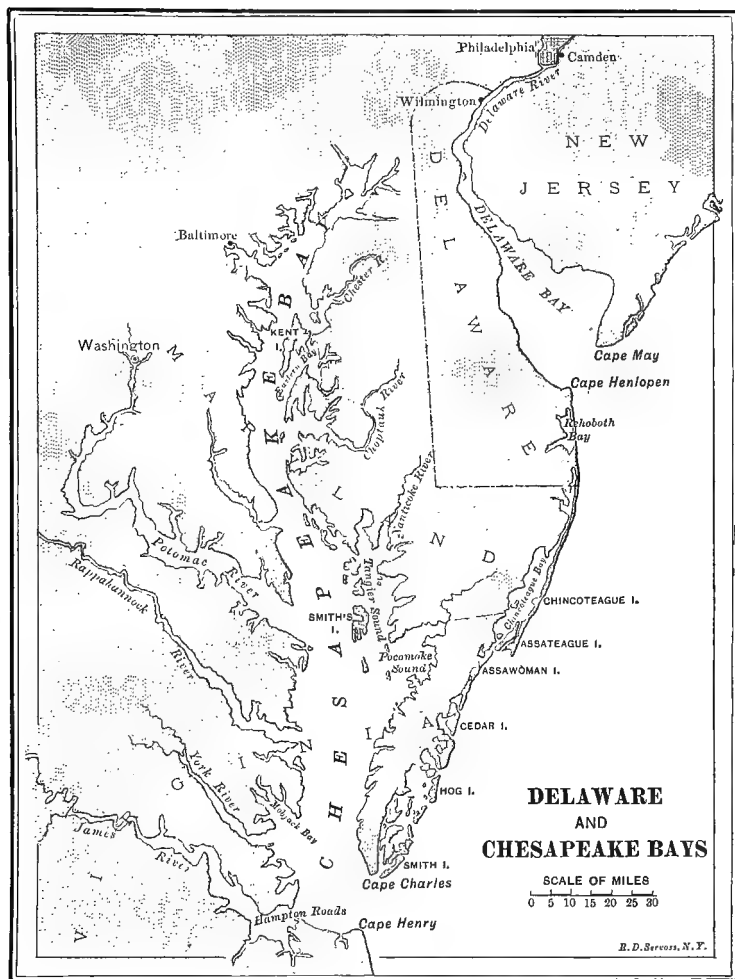 Philadelphia
Camden
Wilmington
Delaware River
NEW
JERSEY
DELAWARE
DELAWARE BAY
Baltimore
Chester R.
KENT
I.
Eastern Bay
Washington
Cape May
Cape Henlopen
Choptank River
Rehoboth
Bay
MARYLAND
Nanticoke River
Potomac River
Rappahannock
River
Tangier Sound
SMITH'S
I.
Chincoteague Bay
CHINCOTEAGUE I.
ASSATEAGUE I.
Pocomoke
Sound
ASSAWOMAN I.
CEDAR I.
CHESAPEAKE BAY
York River
Mobjack Bay
HOG I.
VIRGINIA
James
River
SMITH I.
Cape Charles
Hampton Roads
Cape Henry
DELAWARE
AND
CHESAPEAKE BAYS
SCALE OF MILES
0 5 10 15 20 25 30
R.D. Servoss, N.Y.